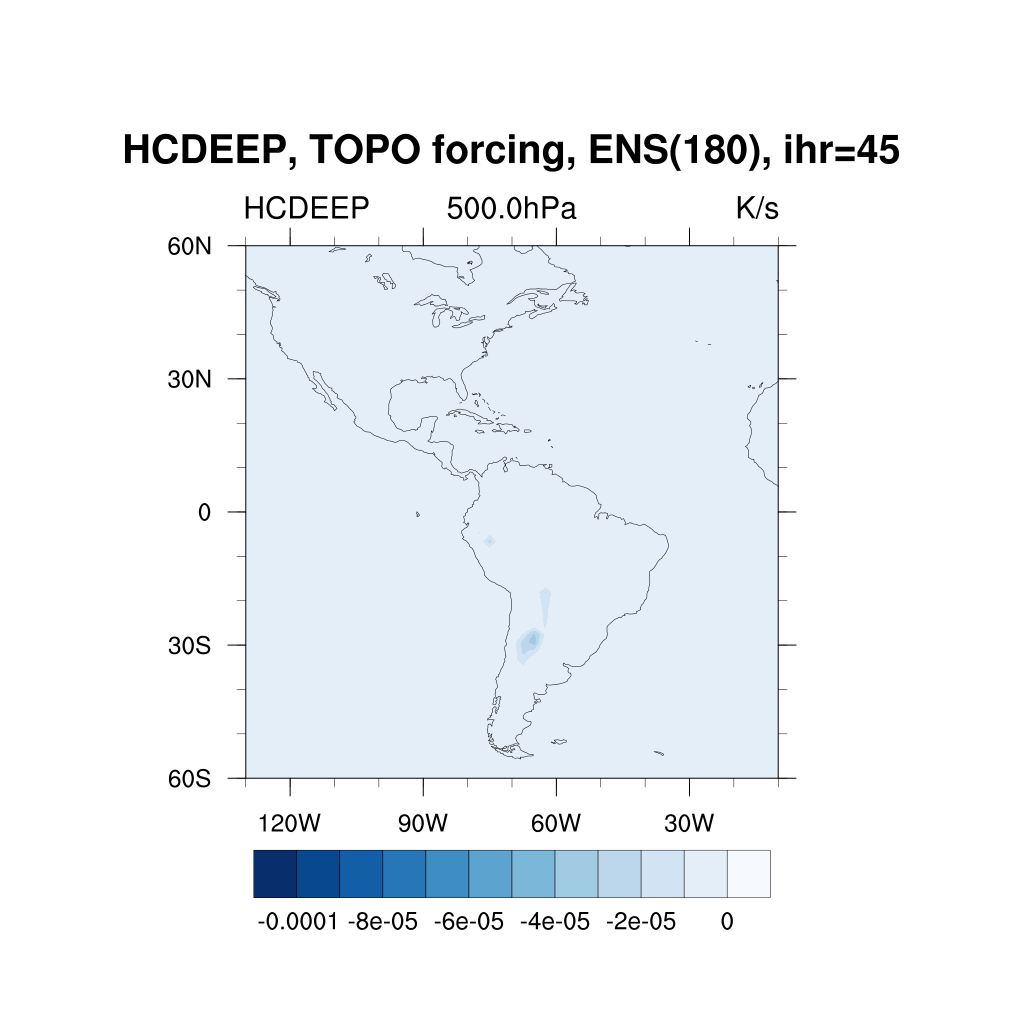 HCDEEP, TOPO forcing, ENS(180), ihr=45
HCDEEP 500.0hPa K/s
60N
30N
0
30S
60S
120W 90W 60W 30W
-0.0001 -8e-05 -6e-05 -4e-05 -2e-05 0